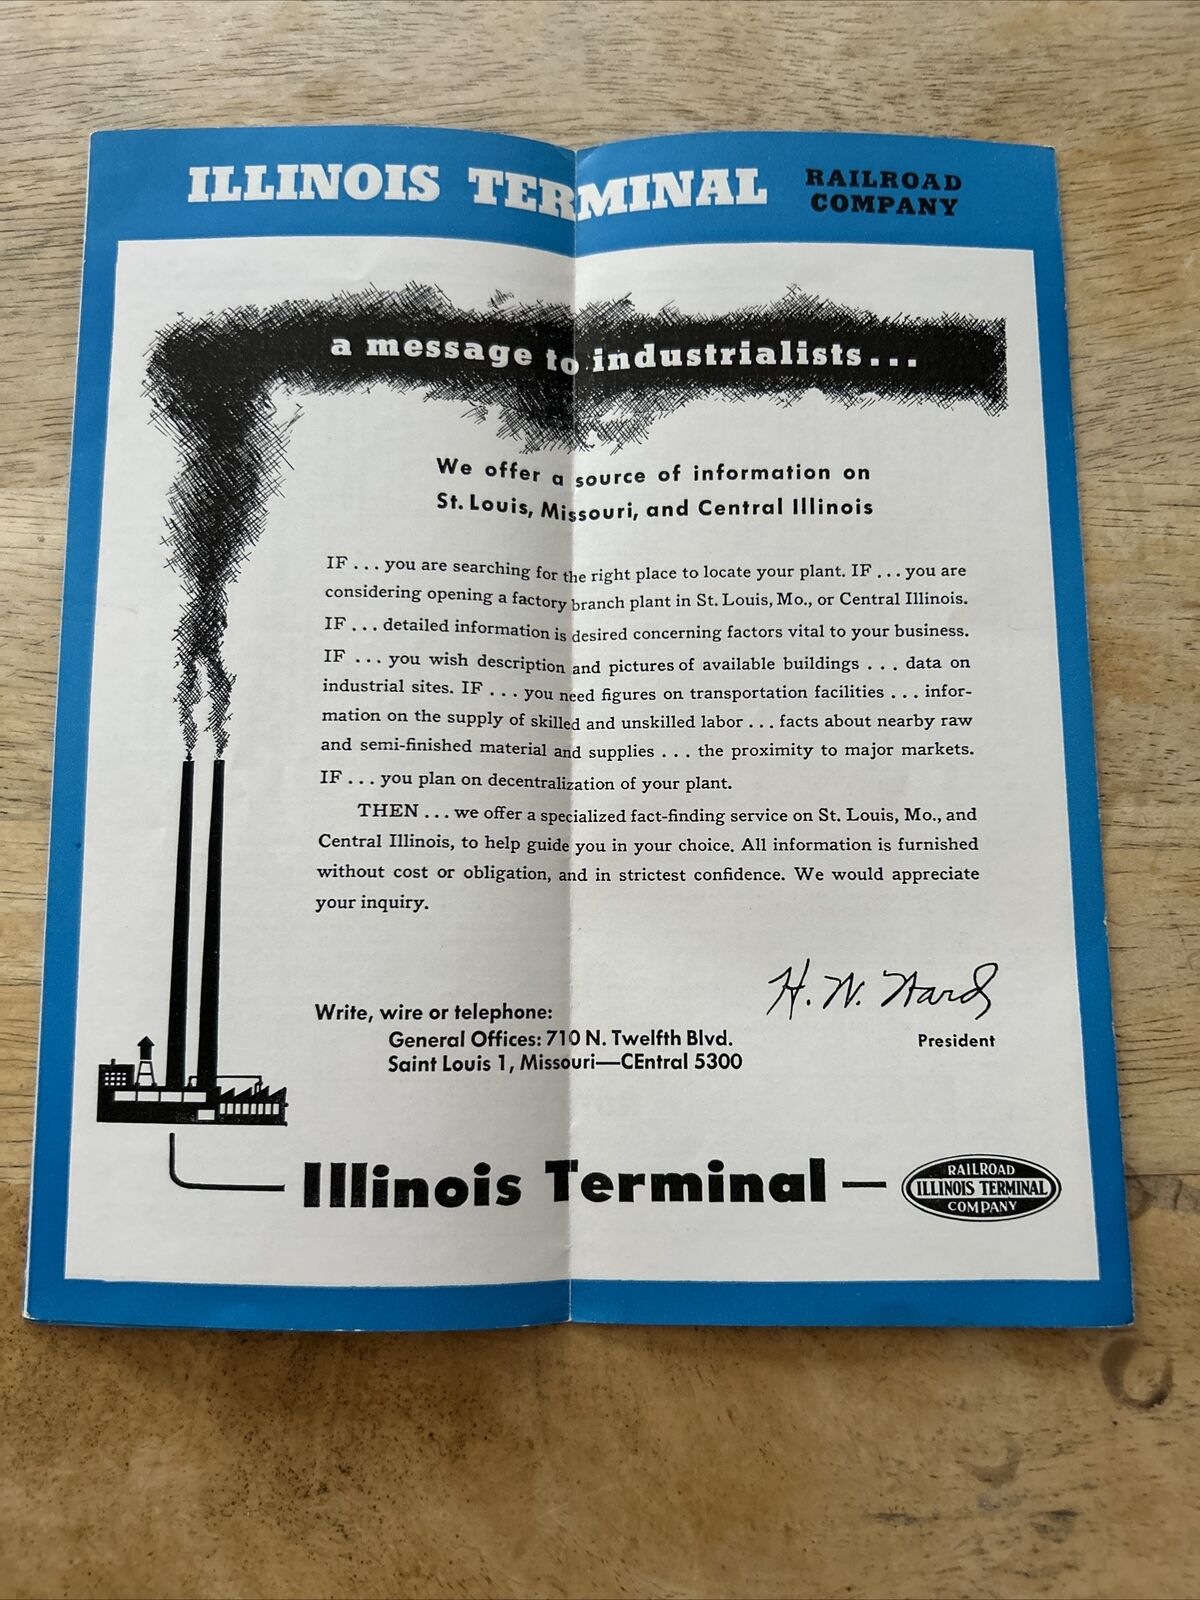 ILLINOIS TERMINAL RAILROAD COMPANY
a message to industrialists...
We offer a source of information on
St. Louis, Missouri, and Central Illinois
IF ... you are searching for the right place to locate your plant. IF ... you are
considering opening a factory branch plant in St. Louis, Mo., or Central Illinois.
IF ... detailed information is desired concerning factors vital to your business.
IF ... you wish description and pictures of available buildings ... data on
industrial sites. IF ... you need figures on transportation facilities ... infor-
mation on the supply of skilled and unskilled labor ... facts about nearby raw
and semi-finished material and supplies ... the proximity to major markets.
IF ... you plan on decentralization of your plant.
THEN ... we offer a specialized fact-finding service on St. Louis, Mo., and
Central Illinois, to help guide you in your choice. All information is furnished
without cost or obligation, and in strictest confidence. We would appreciate
your inquiry.
H. W. Ward
President
Write, wire or telephone:
General Offices: 710 N. Twelfth Blvd.
Saint Louis 1, Missouri—CEntral 5300
Illinois Terminal —
RAILROAD
ILLINOIS TERMINAL
COMPANY